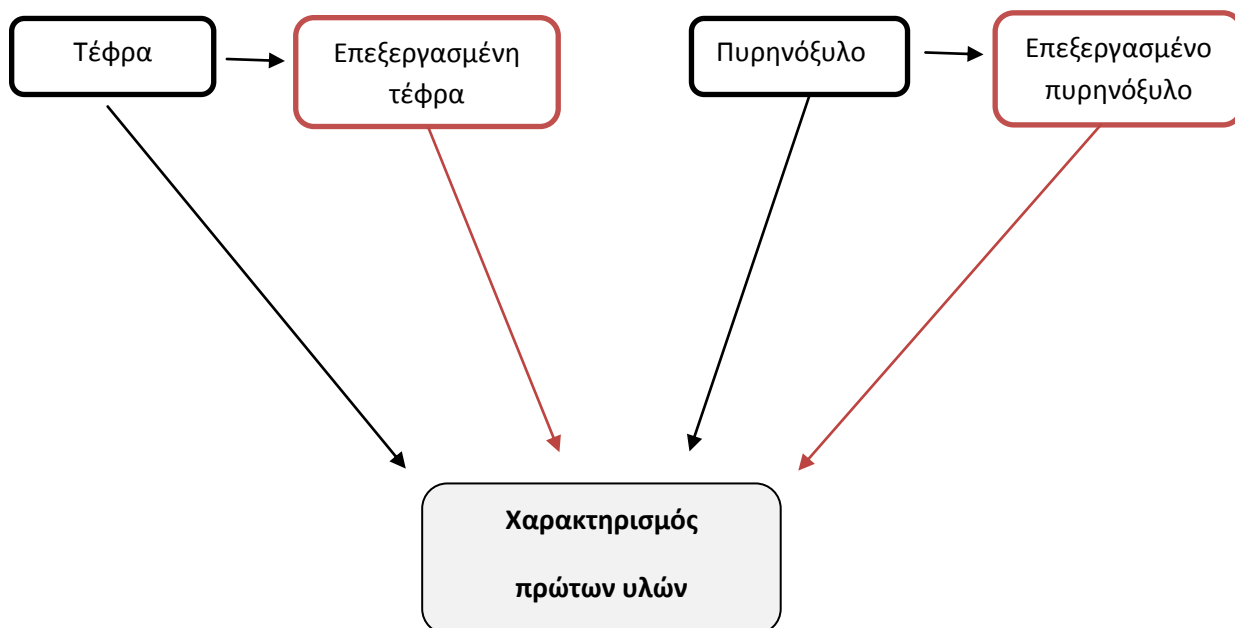 Τέφρα
Επεξεργασμένη
τέφρα
Πυρηνόξυλο
Επεξεργασμένο
πυρηνόξυλο
Χαρακτηρισμός
πρώτων υλών